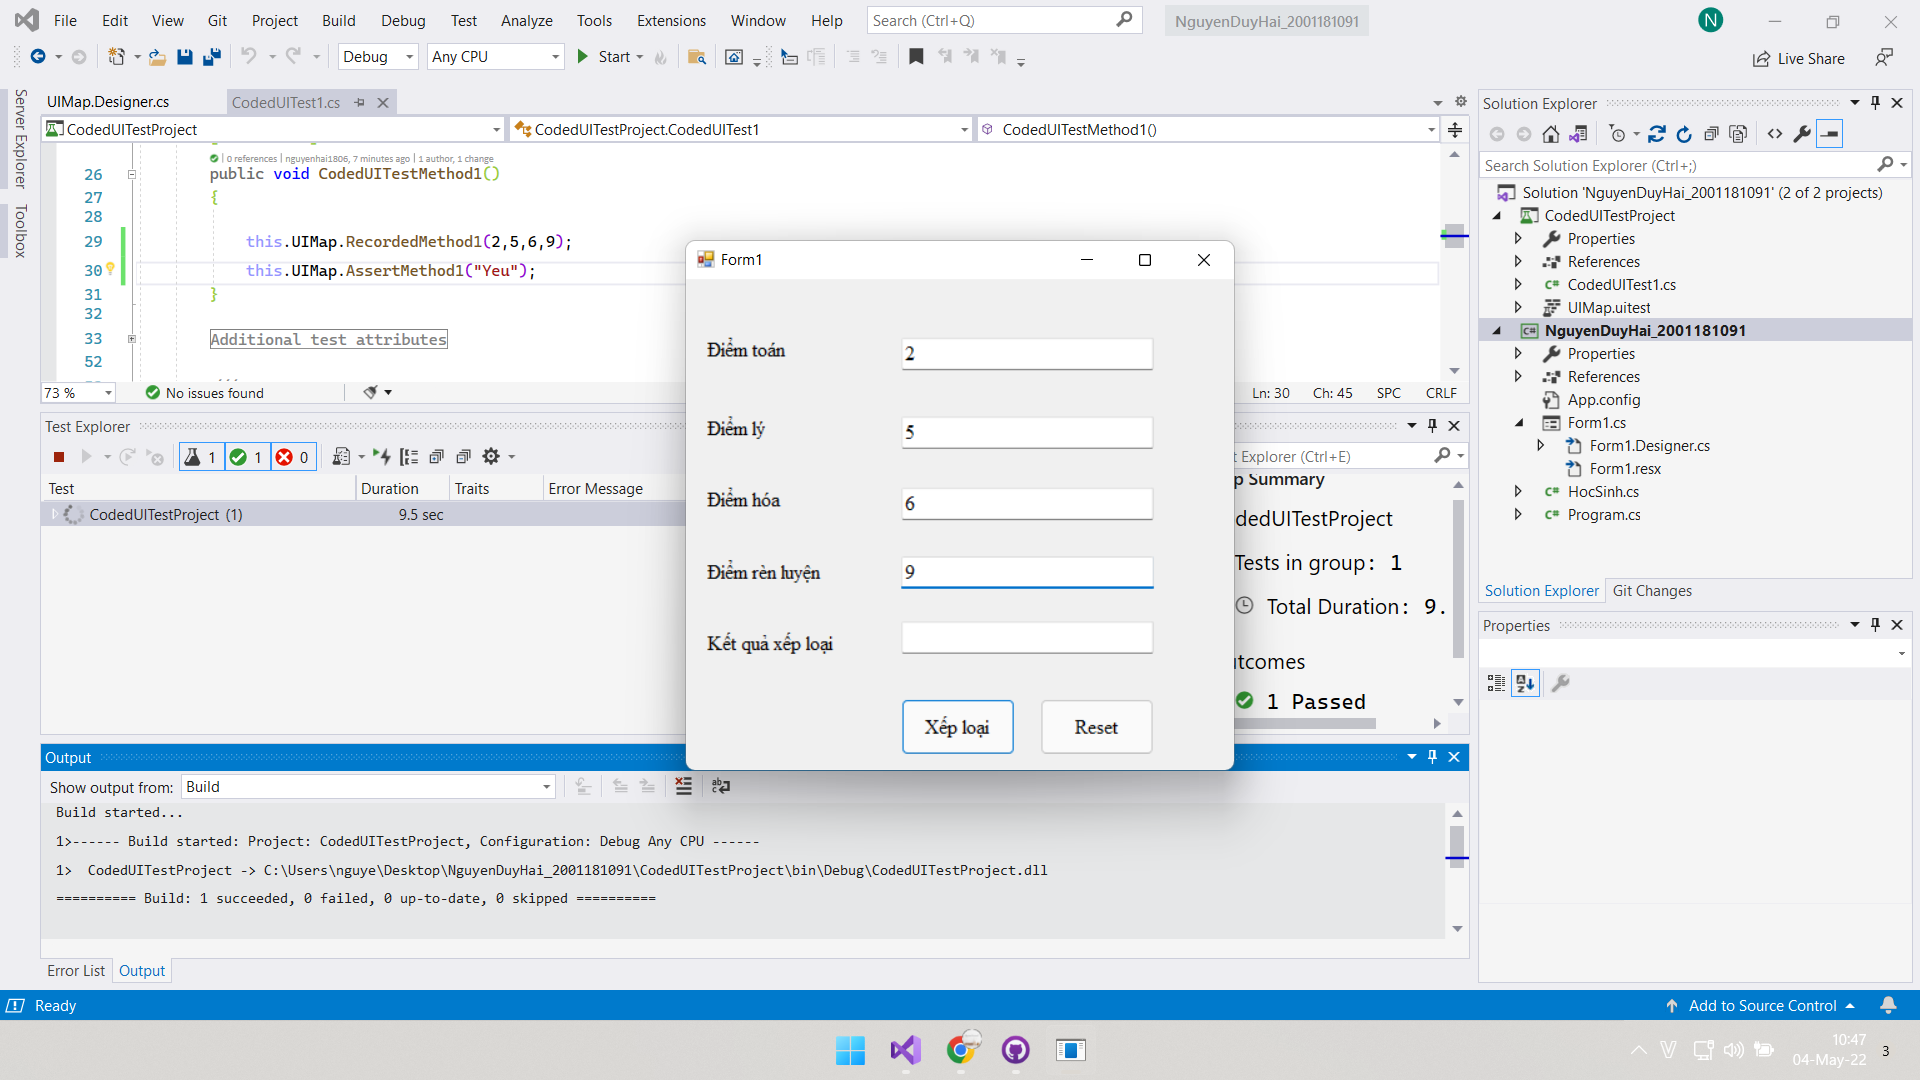 File Edit View Git Project Build Debug Test Analyze Tools Extensions Window Help Search (Ctrl+Q) NguyenDuyHai_2001181091 N
Debug Any CPU Start Live Share
Server Explorer
Toolbox
UIMap.Designer.cs CodedUITest1.cs
CodedUITestProject CodedUITestProject.CodedUITest1 CodedUITestMethod1()
0 references | nguyenhai1806, 7 minutes ago | 1 author, 1 change
26 public void CodedUITestMethod1()
27 {
28
29 this.UIMap.RecordedMethod1(2,5,6,9);
30 this.UIMap.AssertMethod1("Yeu");
31 }
32
33 Additional test attributes
52
73 % No issues found Ln: 30 Ch: 45 SPC CRLF
Test Explorer
1 1 0
Test Duration Traits Error Message
CodedUITestProject (1) 9.5 sec
t Explorer (Ctrl+E)
p Summary
dedUITestProject
Tests in group: 1
Total Duration: 9.
tcomes
1 Passed
Form1
Điểm toán 2
Điểm lý 5
Điểm hóa 6
Điểm rèn luyện 9
Kết quả xếp loại
Xếp loại Reset
Output
Show output from: Build
Build started...
1>------ Build started: Project: CodedUITestProject, Configuration: Debug Any CPU ------
1>  CodedUITestProject -> C:\Users\nguye\Desktop\NguyenDuyHai_2001181091\CodedUITestProject\bin\Debug\CodedUITestProject.dll
========== Build: 1 succeeded, 0 failed, 0 up-to-date, 0 skipped ==========
Error List Output
Solution Explorer
Search Solution Explorer (Ctrl+;)
Solution 'NguyenDuyHai_2001181091' (2 of 2 projects)
CodedUITestProject
Properties
References
CodedUITest1.cs
UIMap.uitest
NguyenDuyHai_2001181091
Properties
References
App.config
Form1.cs
Form1.Designer.cs
Form1.resx
HocSinh.cs
Program.cs
Solution Explorer Git Changes
Properties
Ready Add to Source Control
10:47
04-May-22 3